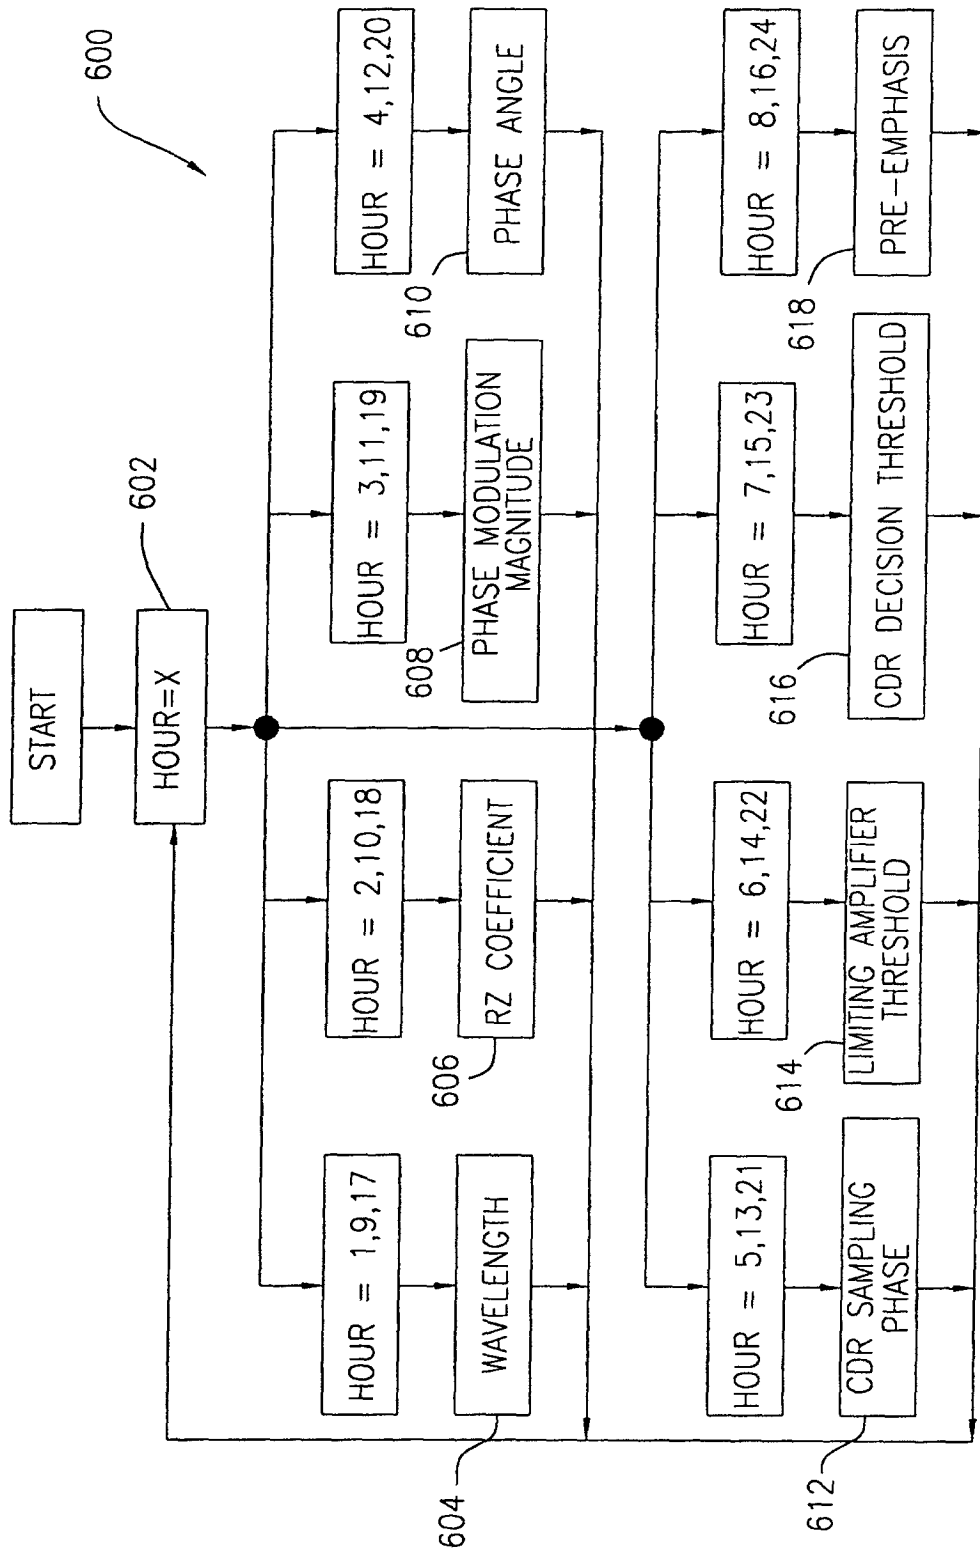 600
START
602
HOUR=X
HOUR = 1,9,17
HOUR = 2,10,18
HOUR = 3,11,19
HOUR = 4,12,20
604
WAVELENGTH
606
RZ COEFFICIENT
608
PHASE MODULATION
MAGNITUDE
610
PHASE ANGLE
HOUR = 5,13,21
HOUR = 6,14,22
HOUR = 7,15,23
HOUR = 8,16,24
612
CDR SAMPLING
PHASE
614
LIMITING AMPLIFIER
THRESHOLD
616
CDR DECISION THRESHOLD
618
PRE-EMPHASIS